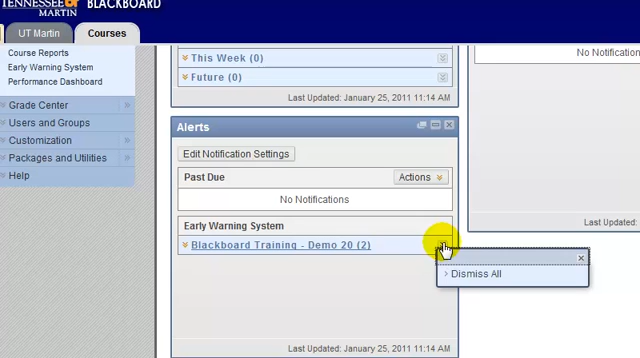 TENNESSEE
MARTIN
BLACKBOARD
UT Martin
Courses
Course Reports
Early Warning System
Performance Dashboard
Grade Center
Users and Groups
Customization
Packages and Utilities
Help
This Week (0)
Future (0)
Last Updated: January 25, 2011 11:14 AM
Alerts
Edit Notification Settings
Past Due
Actions
No Notifications
Early Warning System
Blackboard Training - Demo 20 (2)
Dismiss All
Last Updated: January 25, 2011 11:14 AM
No Notification
Last Updated: